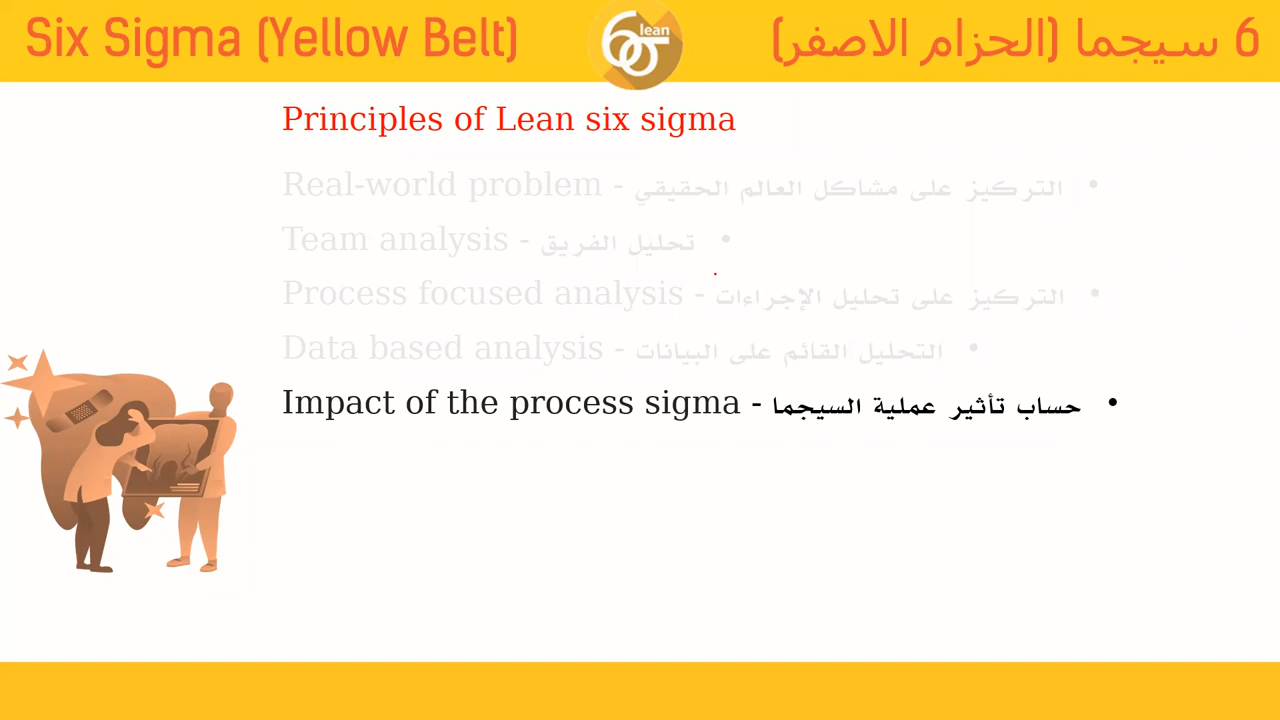 Six Sigma (Yellow Belt)
lean
6σ
6 سيجما (الحزام الاصفر)
Principles of Lean six sigma
• Real-world problem - التركيز على مشاكل العالم الحقيقي
• Team analysis - تحليل الفريق
• Process focused analysis - التركيز على تحليل الإجراءات
• Data based analysis - التحليل القائم على البيانات
• Impact of the process sigma - حساب تأثير عملية السيجما